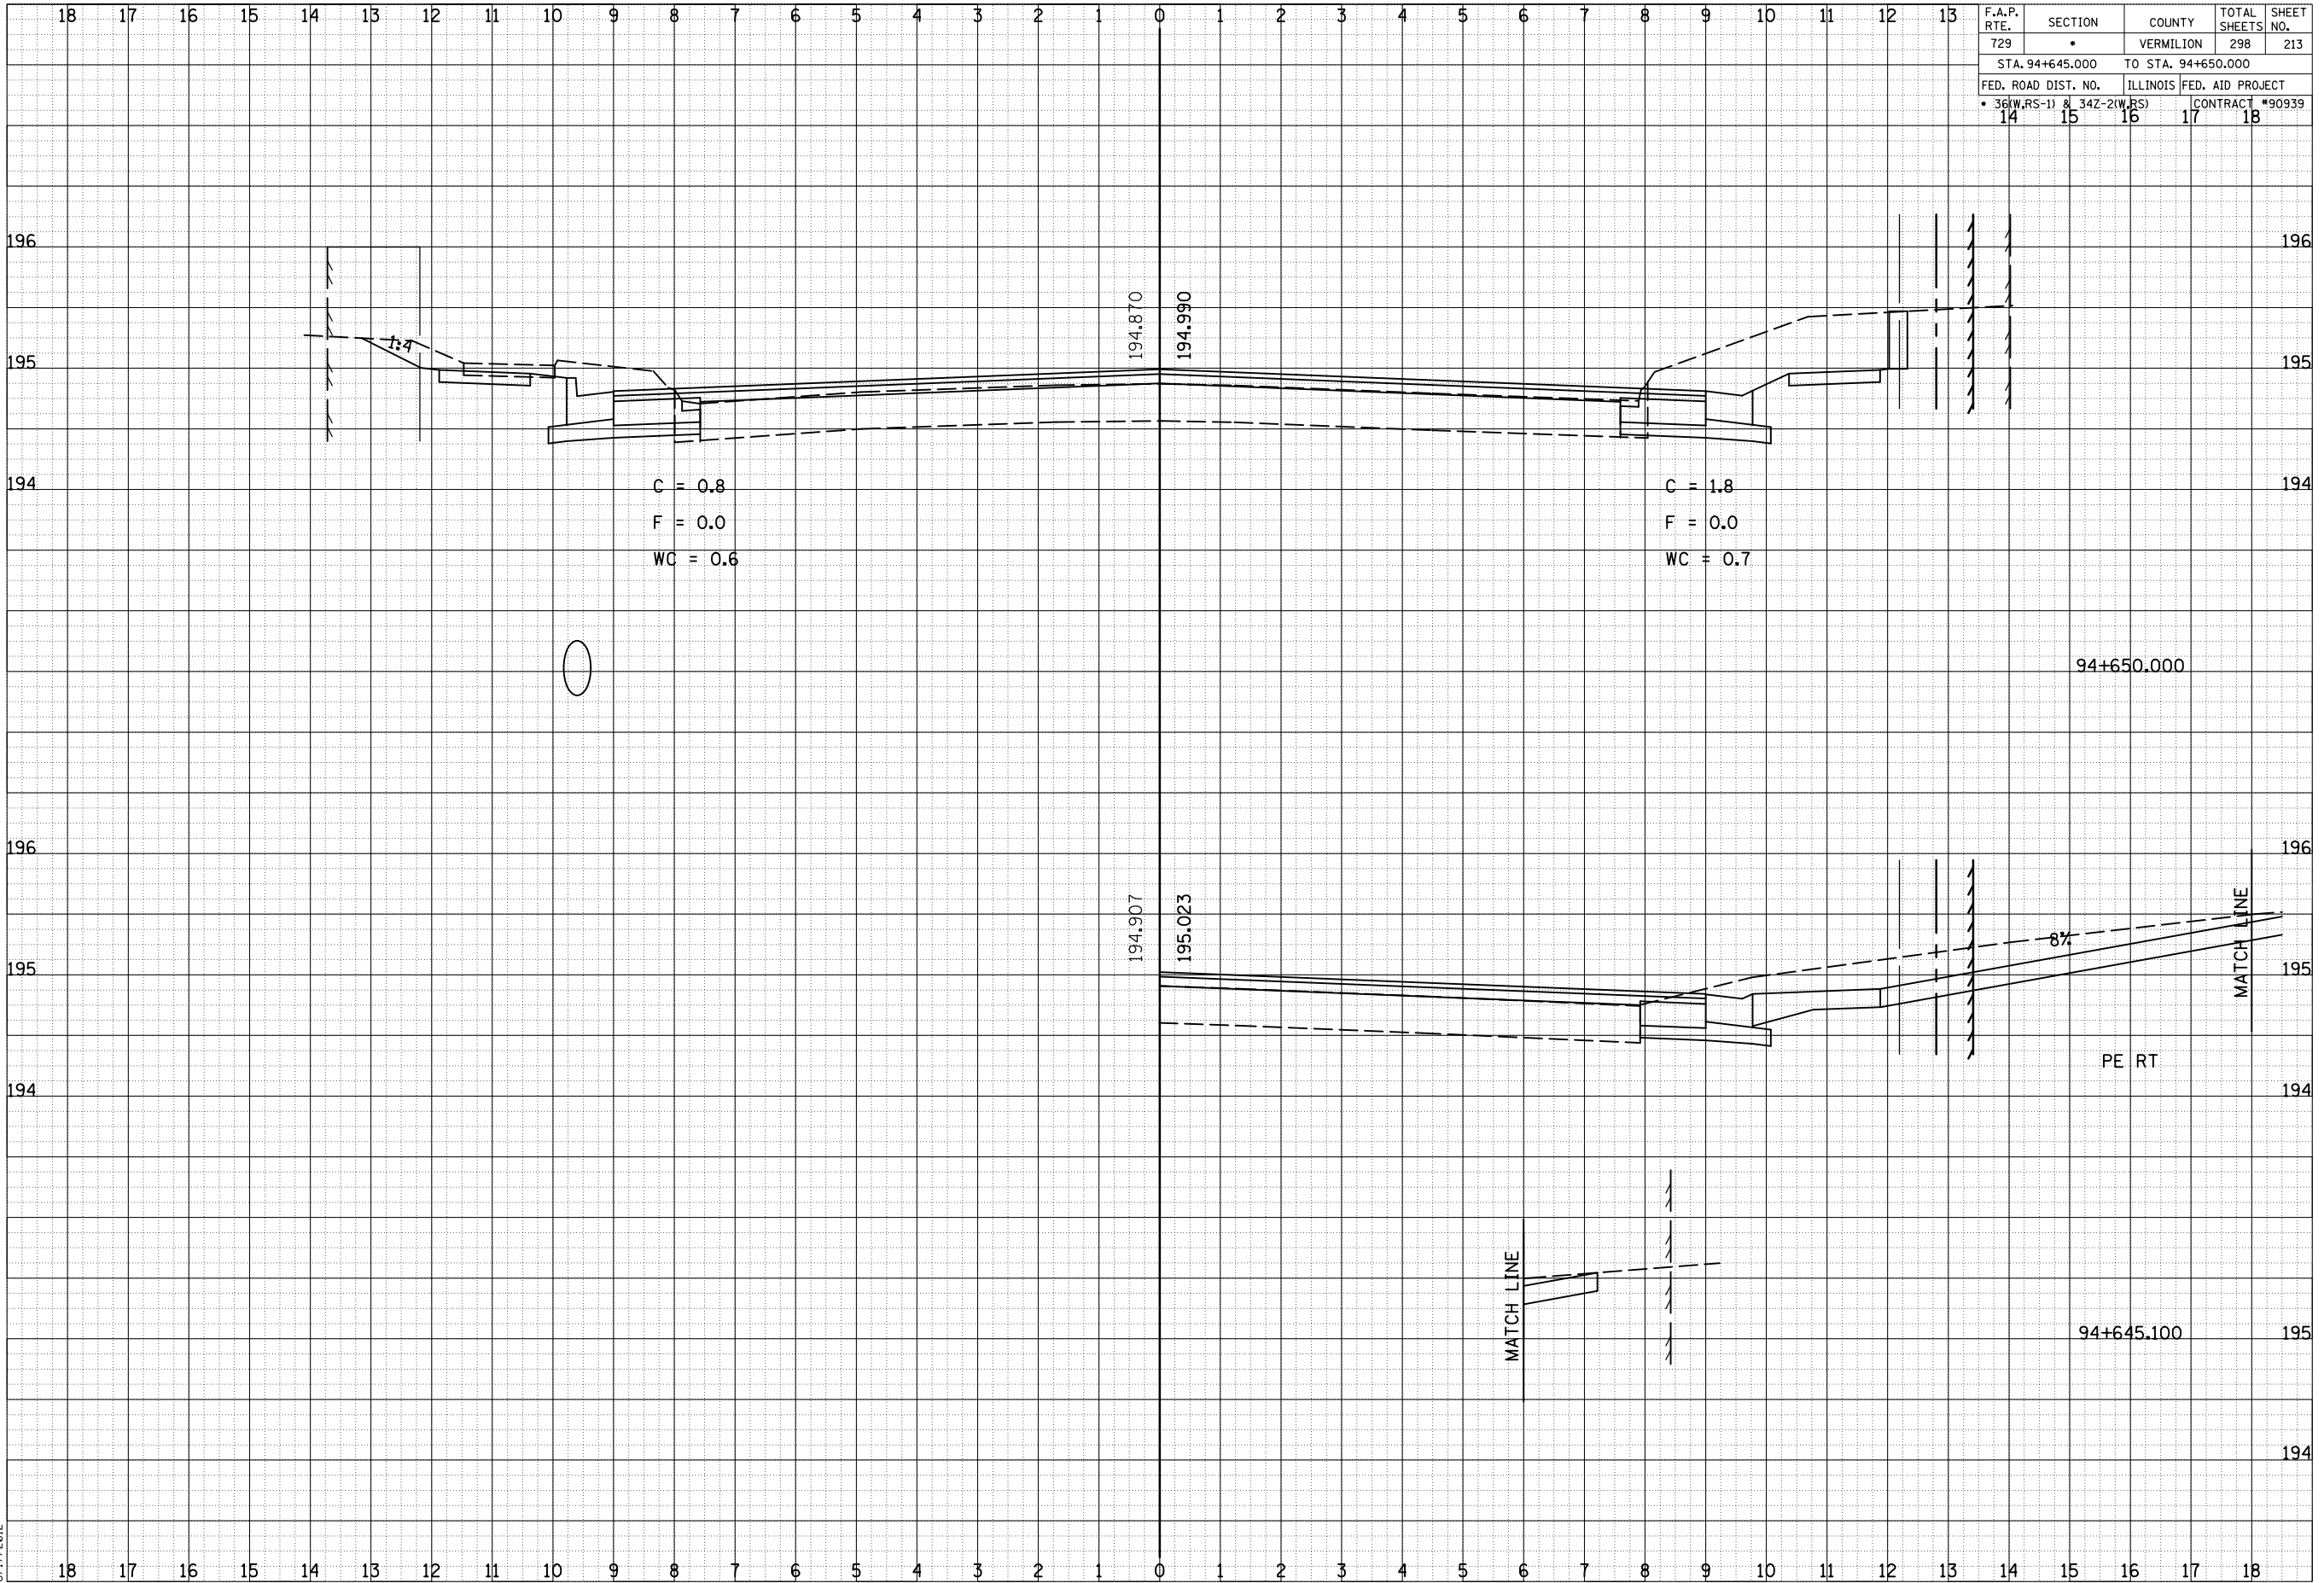 18 17 16 15 14 13 12 11 10 9 8 7 6 5 4 3 2 1 0 1 2 3 4 5 6 7 8 9 10 11 12 13
F.A.P. RTE. SECTION COUNTY TOTAL SHEETS SHEET NO.
729 * VERMILION 298 213
STA. 94+645.000 TO STA. 94+650.000
FED. ROAD DIST. NO. ILLINOIS FED. AID PROJECT
* 36(W,RS-1) & 34Z-2(W,RS) CONTRACT #90939
14 15 16 17 18
196 196
194.870
194.990
1:4
195 195
194 194
C = 0.8 C = 1.8
F = 0.0 F = 0.0
WC = 0.6 WC = 0.7
94+650.000
196 196
194.907
195.023
MATCH LINE
8%
195 195
PE RT
194 194
MATCH LINE
94+645.100 195
194
18 17 16 15 14 13 12 11 10 9 8 7 6 5 4 3 2 1 0 1 2 3 4 5 6 7 8 9 10 11 12 13 14 15 16 17 18